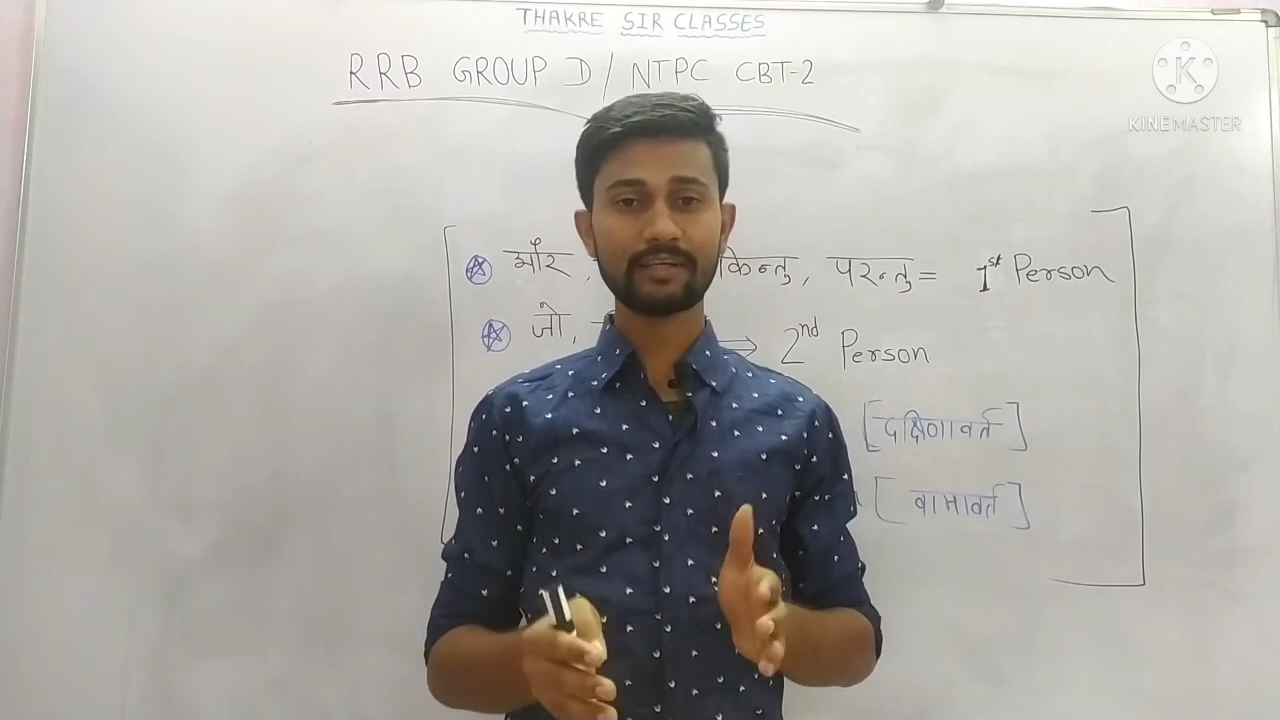 THAKRE SIR CLASSES
RRB GROUP D / NTPC CBT-2
KINEMASTER
और, किन्तु, परन्तु = 1st Person
जो, ⇒ 2nd Person
[दक्षिणावर्त]
[वामावर्त]